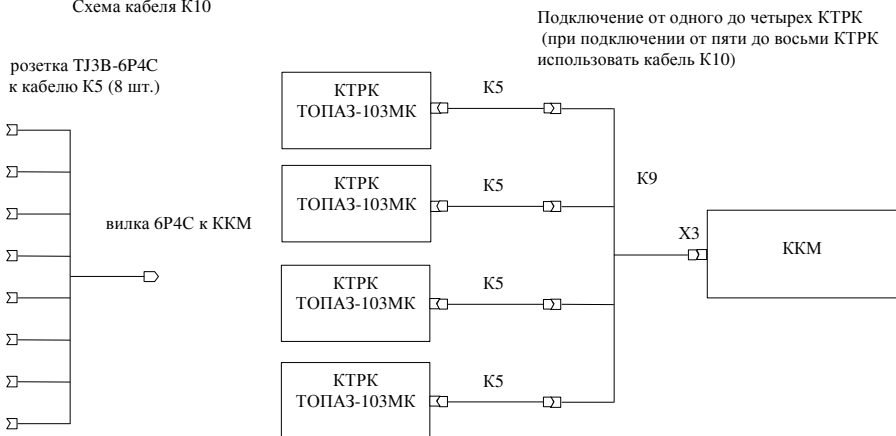 Схема кабеля К10
розетка TJ3B-6P4C
к кабелю К5 (8 шт.)
вилка 6P4C к ККМ
Подключение от одного до четырех КТРК
(при подключении от пяти до восьми КТРК
использовать кабель К10)
КТРК
ТОПАЗ-103МК
К5
КТРК
ТОПАЗ-103МК
К5
К9
Х3
ККМ
КТРК
ТОПАЗ-103МК
К5
КТРК
ТОПАЗ-103МК
К5